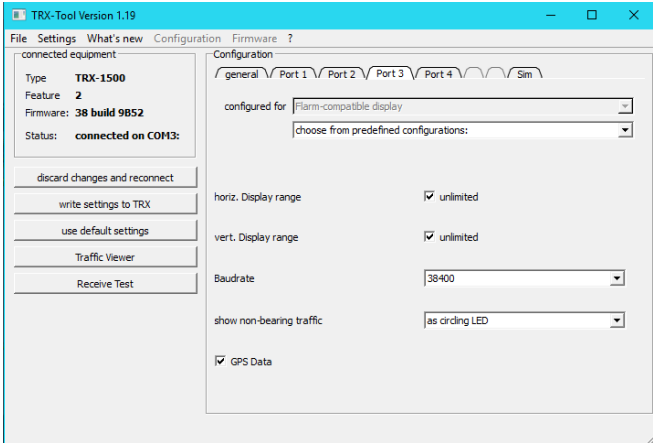 TRX-Tool Version 1.19
File Settings What's new Configuration Firmware ?
connected equipment
Type TRX-1500
Feature 2
Firmware: 38 build 9B52
Status: connected on COM3:
discard changes and reconnect
write settings to TRX
use default settings
Traffic Viewer
Receive Test
Configuration
general Port 1 Port 2 Port 3 Port 4 Sim
configured for Flarm-compatible display
choose from predefined configurations:
horiz. Display range unlimited
vert. Display range unlimited
Baudrate 38400
show non-bearing traffic as circling LED
GPS Data